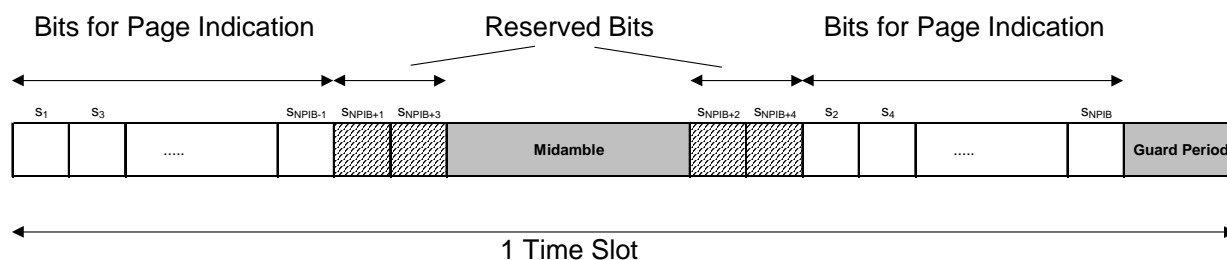 Bits for Page Indication Reserved Bits Bits for Page Indication
s1 s3 sNPIB-1 sNPIB+1 sNPIB+3 sNPIB+2 sNPIB+4 s2 s4 sNPIB
..... Midamble ..... Guard Period
1 Time Slot